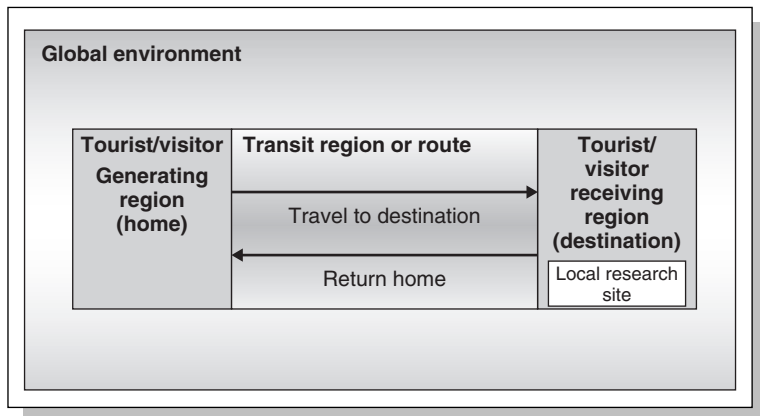 Global environment
Tourist/visitor
Generating
region
(home)
Transit region or route
Travel to destination
Return home
Tourist/
visitor
receiving
region
(destination)
Local research
site